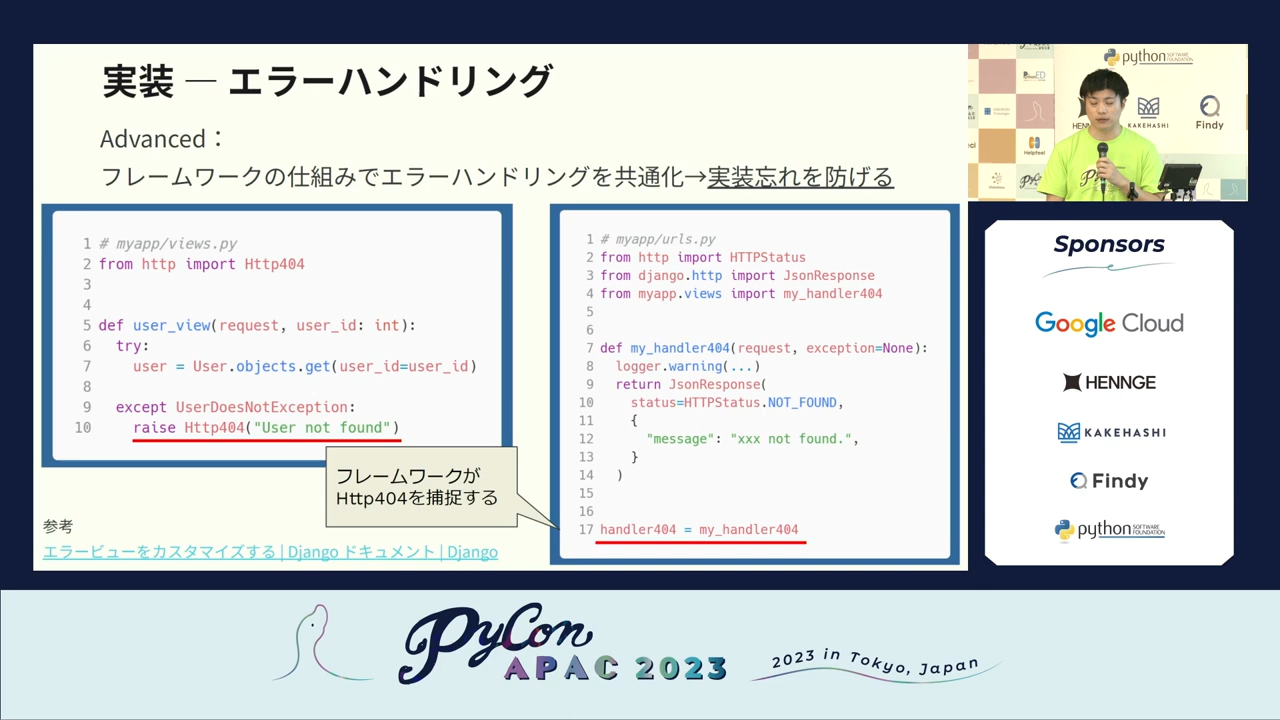 実装 ― エラーハンドリング
Advanced：
フレームワークの仕組みでエラーハンドリングを共通化→実装忘れを防げる
1 # myapp/views.py
2 from http import Http404
3
4
5 def user_view(request, user_id: int):
6   try:
7     user = User.objects.get(user_id=user_id)
8
9   except UserDoesNotException:
10     raise Http404("User not found")
1 # myapp/urls.py
2 from http import HTTPStatus
3 from django.http import JsonResponse
4 from myapp.views import my_handler404
5
6
7 def my_handler404(request, exception=None):
8   logger.warning(...)
9   return JsonResponse(
10     status=HTTPStatus.NOT_FOUND,
11     {
12       "message": "xxx not found.",
13     }
14   )
15
16
17 handler404 = my_handler404
フレームワークが
Http404を捕捉する
参考
エラービューをカスタマイズする | Django ドキュメント | Django
python SOFTWARE FOUNDATION
KAKEHASHI
Findy
Helpfeel
Sponsors
Google Cloud
HENNGE
KAKEHASHI
Findy
python SOFTWARE FOUNDATION
PyCon
APAC 2023
2023 in Tokyo, Japan